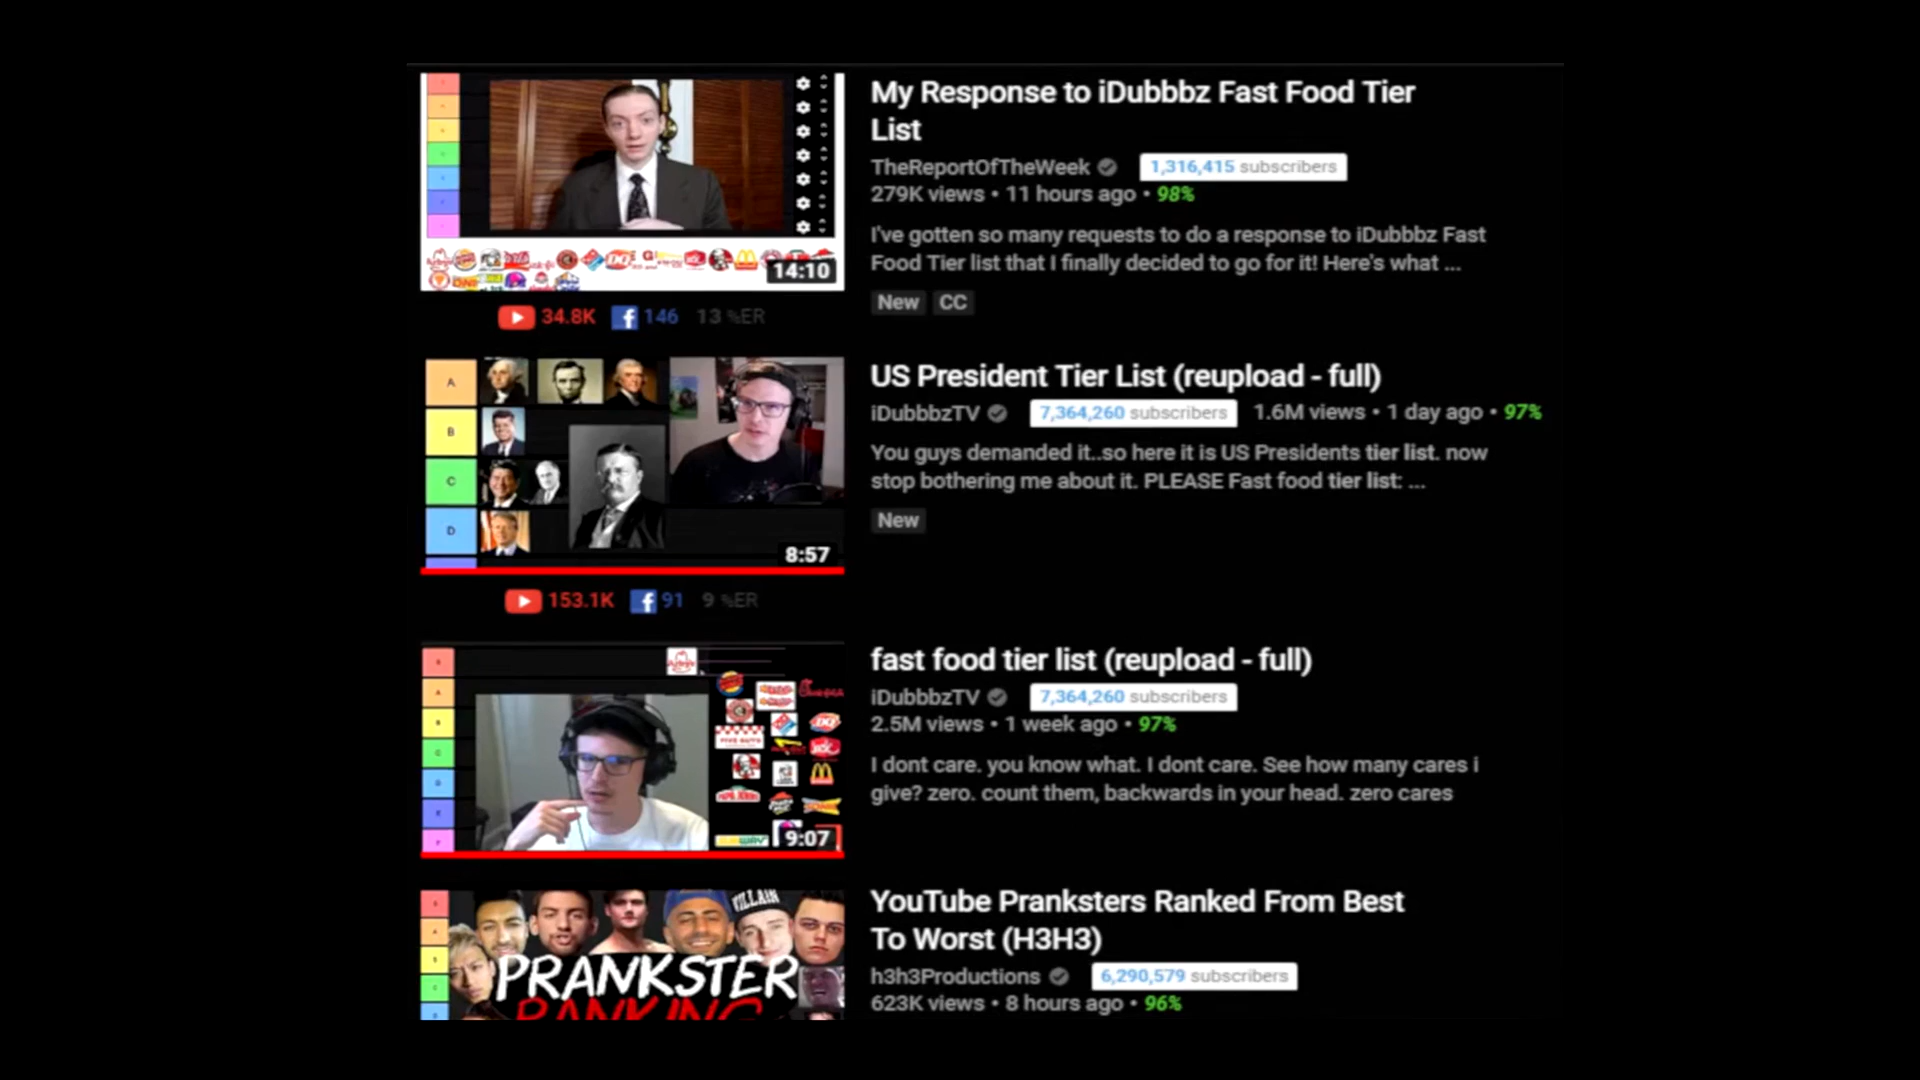 My Response to iDubbbz Fast Food Tier
List
TheReportOfTheWeek 1,316,415 subscribers
279K views • 11 hours ago • 98%
I've gotten so many requests to do a response to iDubbbz Fast
Food Tier list that I finally decided to go for it! Here's what ...
New CC
14:10
34.8K 146 13 %ER
US President Tier List (reupload - full)
iDubbbzTV 7,364,260 subscribers 1.6M views • 1 day ago • 97%
You guys demanded it..so here it is US Presidents tier list. now
stop bothering me about it. PLEASE Fast food tier list: ...
New
A
B
C
D
8:57
153.1K 91 9 %ER
fast food tier list (reupload - full)
iDubbbzTV 7,364,260 subscribers
2.5M views • 1 week ago • 97%
I dont care. you know what. I dont care. See how many cares i
give? zero. count them, backwards in your head. zero cares
FIVE GUYS
SUBWAY
9:07
YouTube Pranksters Ranked From Best
To Worst (H3H3)
h3h3Productions 6,290,579 subscribers
623K views • 8 hours ago • 96%
VILLAIN
PRANKSTER
RANKING